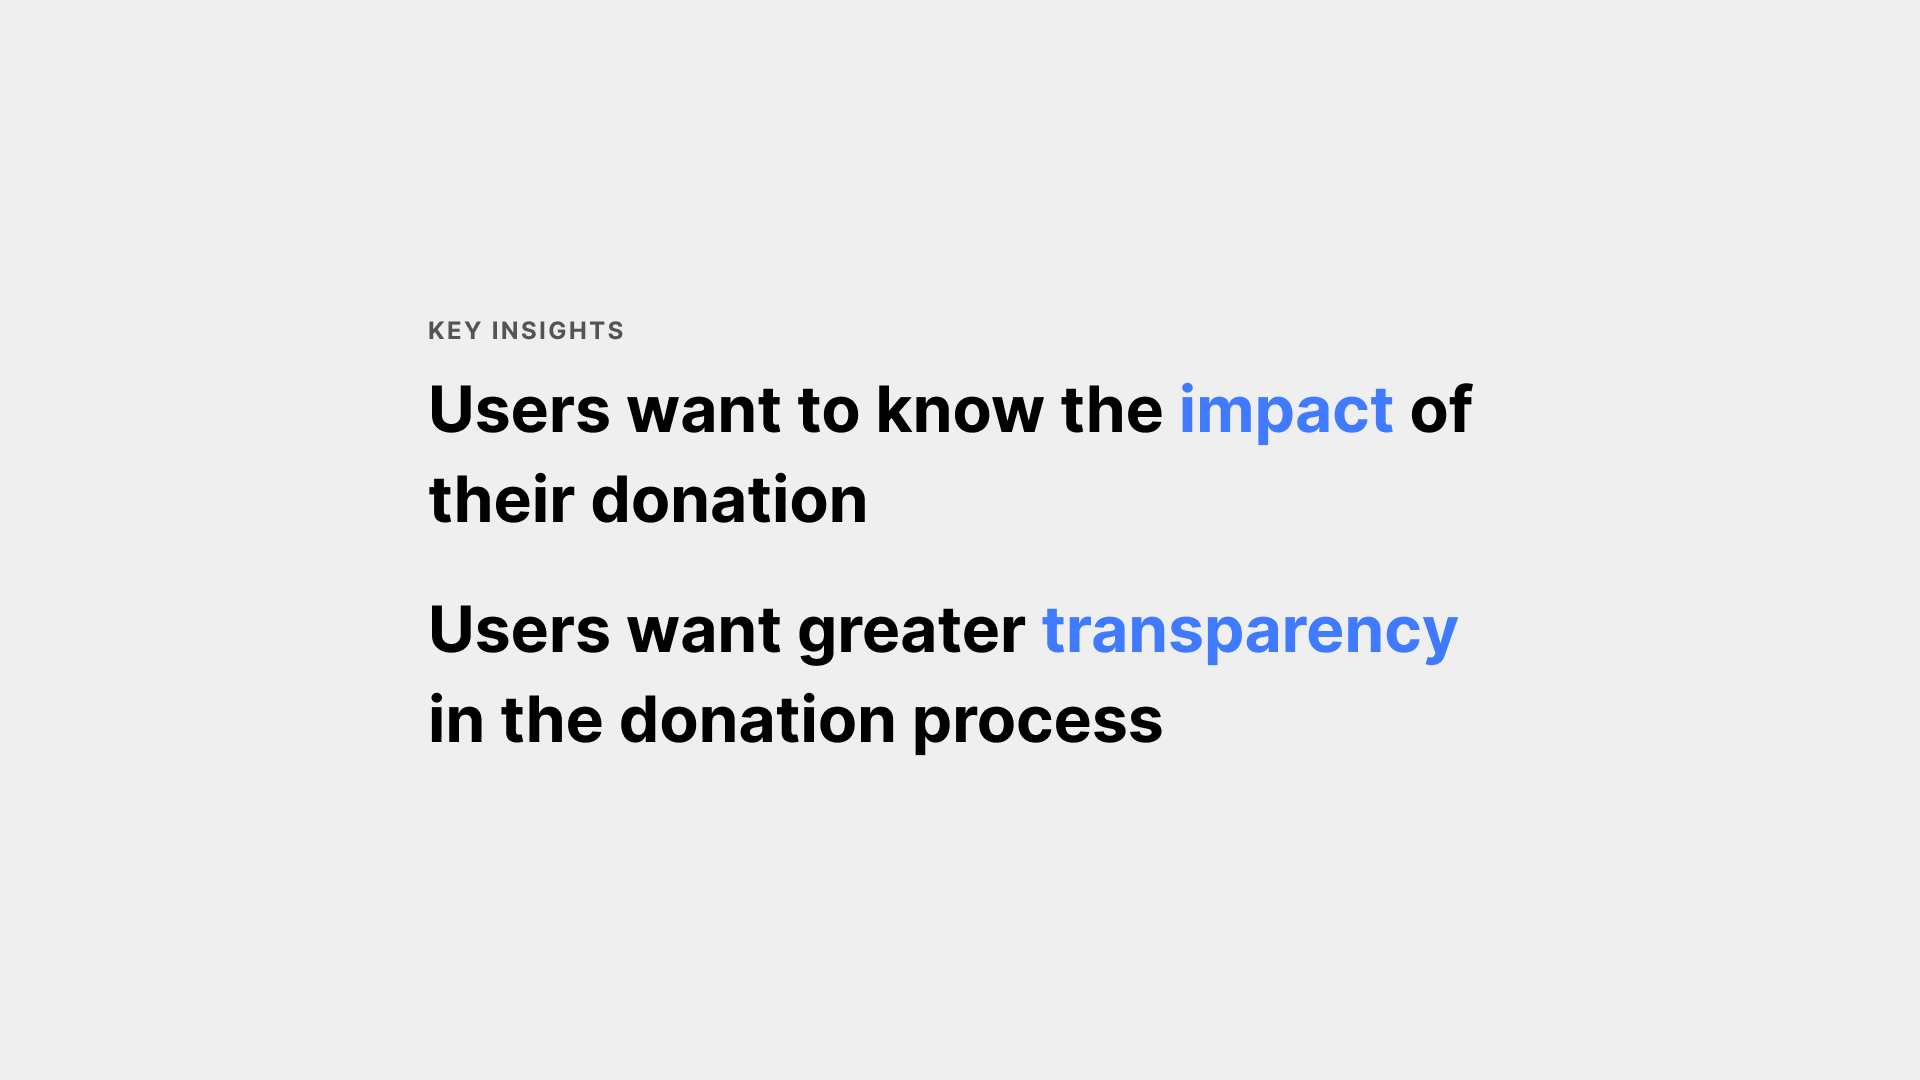 KEY INSIGHTS
Users want to know the impact of
their donation
Users want greater transparency
in the donation process